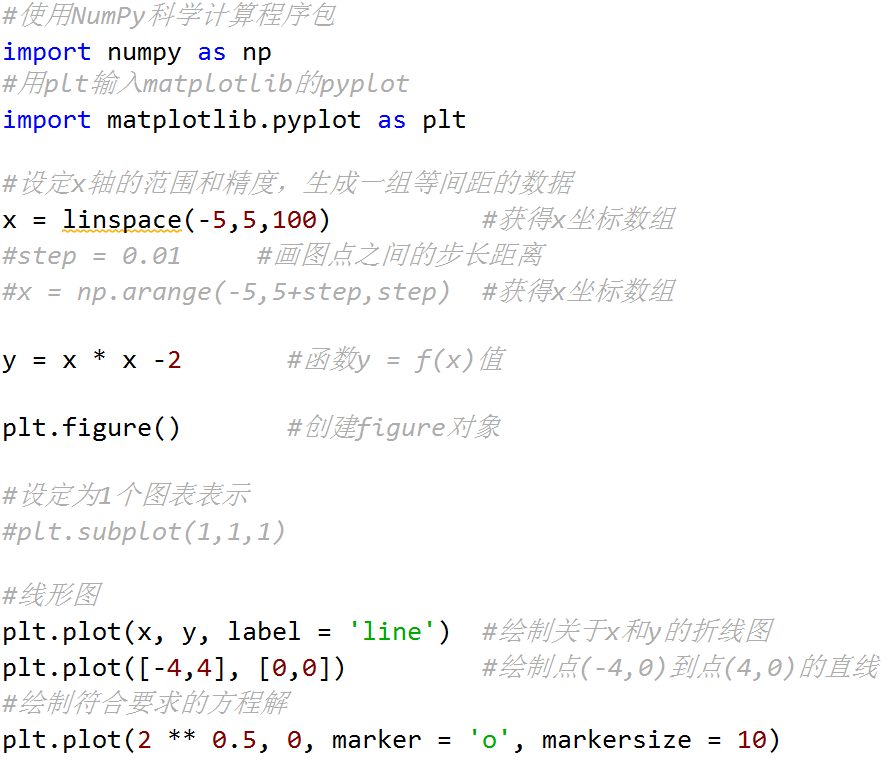 #使用NumPy科学计算程序包
import numpy as np
#用plt输入matplotlib的pyplot
import matplotlib.pyplot as plt
#设定x轴的范围和精度，生成一组等间距的数据
x = linspace(-5,5,100)          #获得x坐标数组
#step = 0.01     #画图点之间的步长距离
#x = np.arange(-5,5+step,step)  #获得x坐标数组
y = x * x -2       #函数y = f(x)值
plt.figure()       #创建figure对象
#设定为1个图表表示
#plt.subplot(1,1,1)
#线形图
plt.plot(x, y, label = 'line')  #绘制关于x和y的折线图
plt.plot([-4,4], [0,0])         #绘制点(-4,0)到点(4,0)的直线
#绘制符合要求的方程解
plt.plot(2 ** 0.5, 0, marker = 'o', markersize = 10)